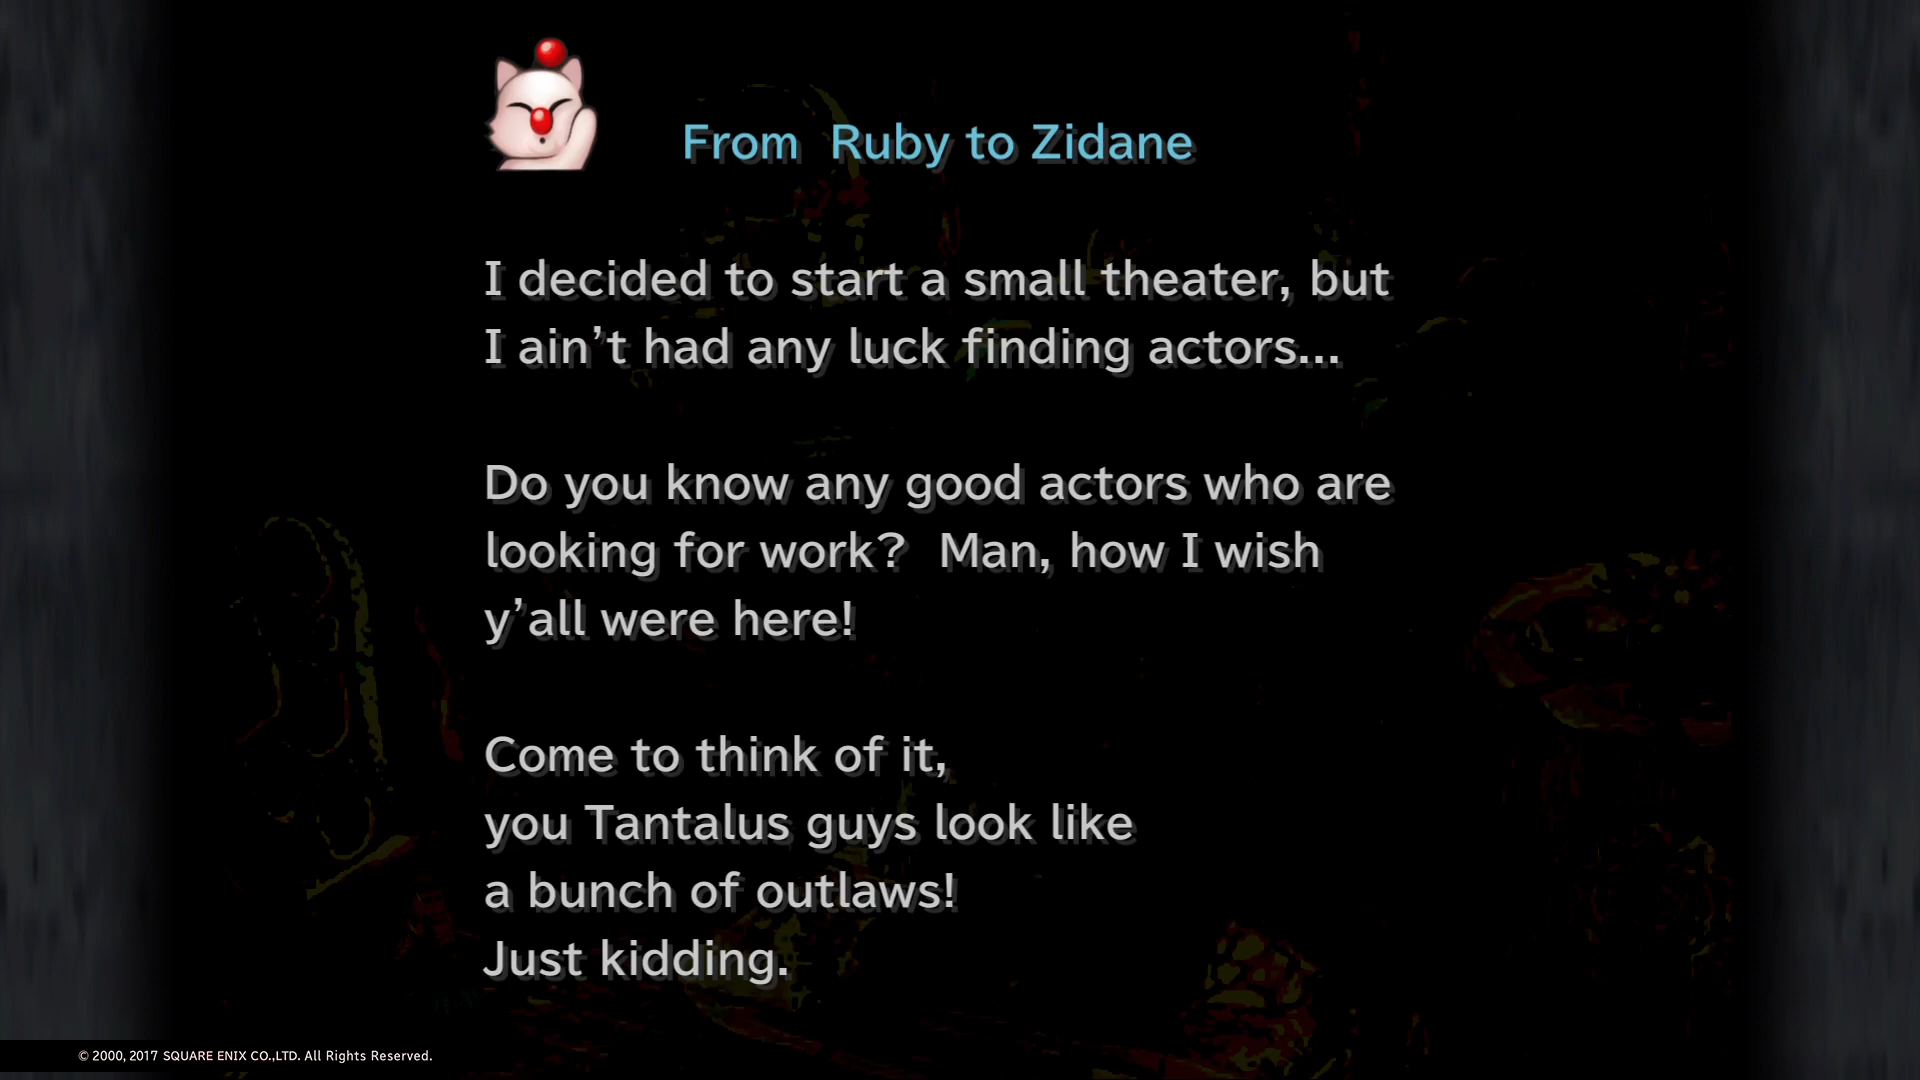 From  Ruby to Zidane
I decided to start a small theater, but
I ain't had any luck finding actors...
Do you know any good actors who are
looking for work?  Man, how I wish
y'all were here!
Come to think of it,
you Tantalus guys look like
a bunch of outlaws!
Just kidding.
© 2000, 2017 SQUARE ENIX CO.,LTD. All Rights Reserved.